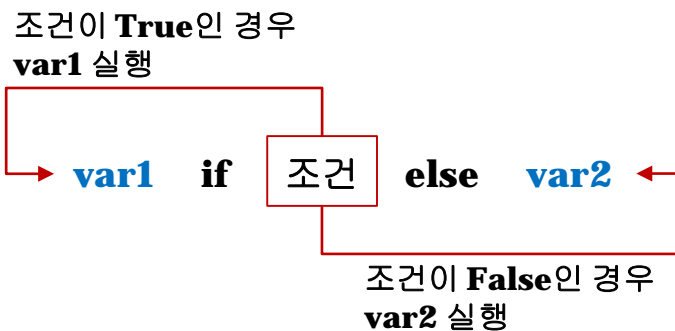 조건이 True인 경우
var1 실행
var1 if 조건 else var2
조건이 False인 경우
var2 실행